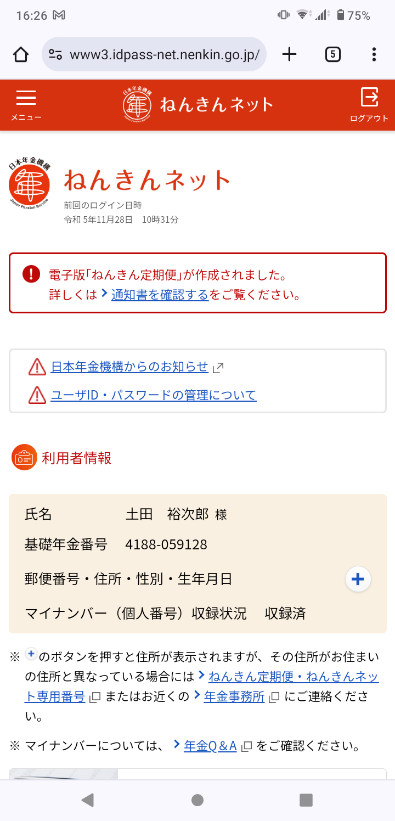 16:26 75%
www3.idpass-net.nenkin.go.jp/ 5
メニュー ねんきんネット ログアウト
日本年金機構 ねんきんネット
前回のログイン日時
令和 5年11月28日 10時31分
電子版「ねんきん定期便」が作成されました。
詳しくは 通知書を確認するをご覧ください。
日本年金機構からのお知らせ
ユーザID・パスワードの管理について
利用者情報
氏名 土田 裕次郎 様
基礎年金番号 4188-059128
郵便番号・住所・性別・生年月日
マイナンバー（個人番号）収録状況 収録済
※ のボタンを押すと住所が表示されますが、その住所がお住まい
の住所と異なっている場合には ねんきん定期便・ねんきんネッ
ト専用番号 またはお近くの 年金事務所 にご連絡くださ
い。
※ マイナンバーについては、 年金Q＆A をご確認ください。